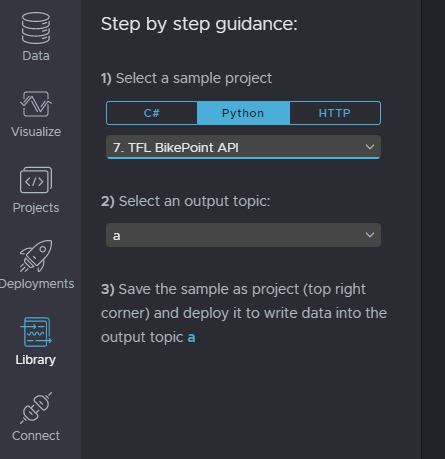 Data
Visualize
Projects
Deployments
Library
Connect
Step by step guidance:
1) Select a sample project
C#
Python
HTTP
7. TFL BikePoint API
2) Select an output topic:
a
3) Save the sample as project (top right
corner) and deploy it to write data into the
output topic a